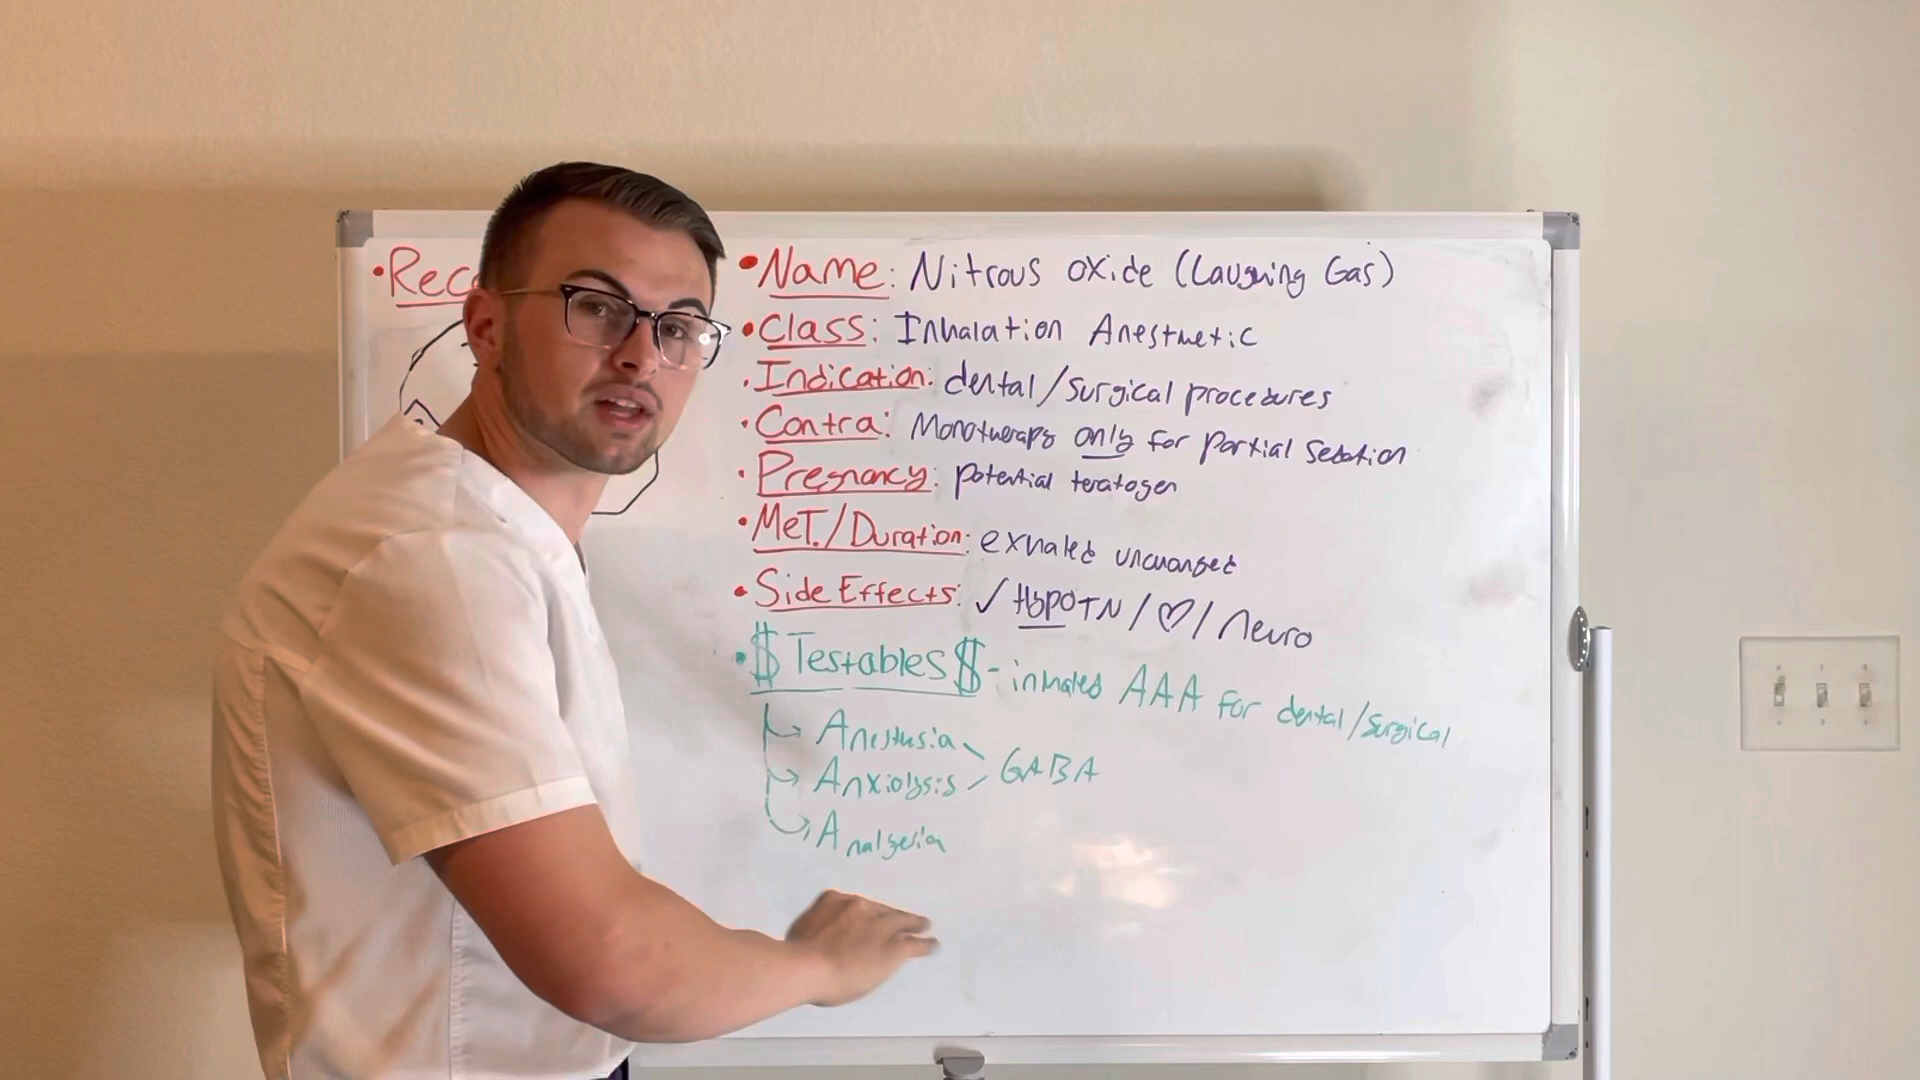 •Rec
•Name: Nitrous oxide (Laughing Gas)
•Class: Inhalation Anesthetic
•Indication: dental/surgical procedures
•Contra: Monotherapy only for partial sedation
•Pregnancy: potential teratogen
•MeT./Duration: exhaled unchanged
•Side Effects: ✓ HypOTN / ♡ / neuro
•$ Testables $ - inhaled AAA for dental/surgical
↳ Anesthesia
↳ Anxiolysis
GABA
↳ Analgesia